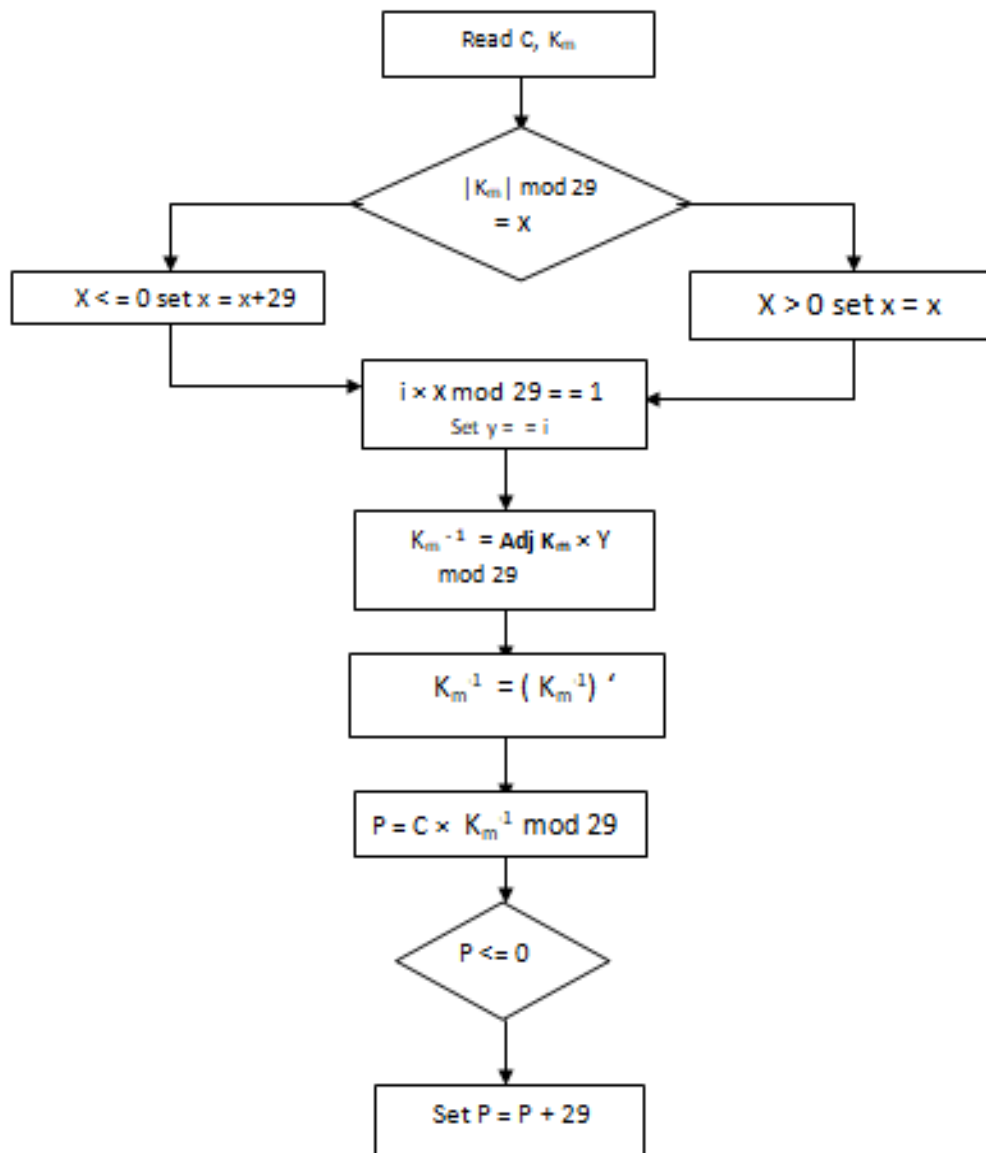 Read C, Kₘ
|Kₘ| mod 29
= X
X < = 0 set x = x+29
X > 0 set x = x
i × X mod 29 = = 1
Set y = = i
Kₘ⁻¹ = Adj Kₘ × Y
mod 29
Kₘ⁻¹ = ( Kₘ⁻¹) ‘
P = C × Kₘ⁻¹ mod 29
P <= 0
Set P = P + 29